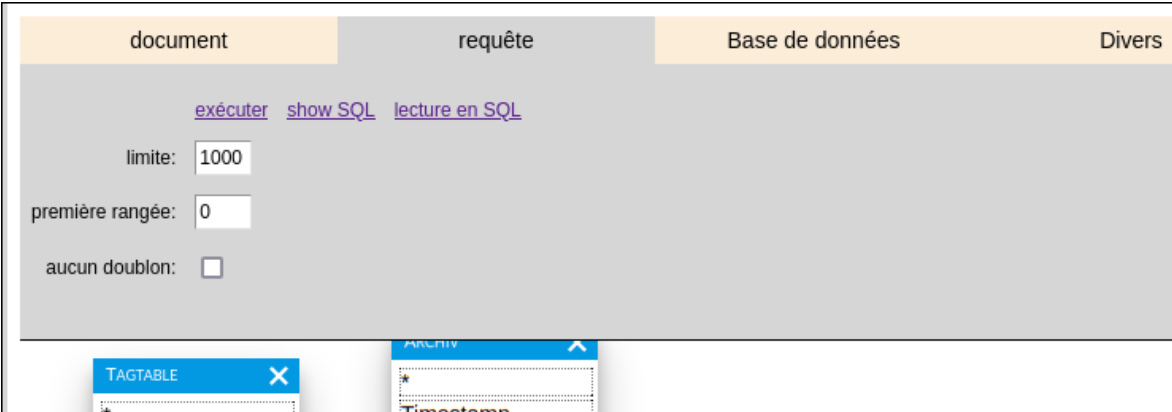 document requête Base de données Divers
exécuter show SQL lecture en SQL
limite: 1000
première rangée: 0
aucun doublon:
ARCHIV
TAGTABLE
*
*
Timestamp